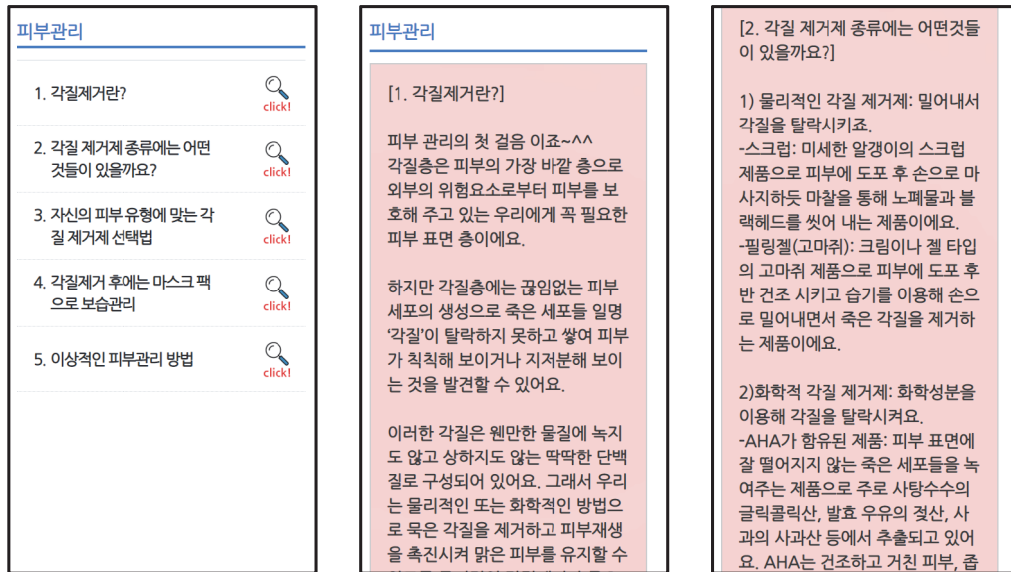 피부관리
1. 각질제거란?
click!
2. 각질 제거제 종류에는 어떤
것들이 있을까요?
click!
3. 자신의 피부 유형에 맞는 각
질 제거제 선택법
click!
4. 각질제거 후에는 마스크 팩
으로 보습관리
click!
5. 이상적인 피부관리 방법
click!
피부관리
[1. 각질제거란?]
피부 관리의 첫 걸음 이죠~^^
각질층은 피부의 가장 바깥 층으로
외부의 위험요소로부터 피부를 보
호해 주고 있는 우리에게 꼭 필요한
피부 표면 층이에요.
하지만 각질층에는 끊임없는 피부
세포의 생성으로 죽은 세포들 일명
‘각질’이 탈락하지 못하고 쌓여 피부
가 칙칙해 보이거나 지저분해 보이
는 것을 발견할 수 있어요.
이러한 각질은 웬만한 물질에 녹지
도 않고 상하지도 않는 딱딱한 단백
질로 구성되어 있어요. 그래서 우리
는 물리적인 또는 화학적인 방법으
로 묵은 각질을 제거하고 피부재생
을 촉진시켜 맑은 피부를 유지할 수
[2. 각질 제거제 종류에는 어떤것들
이 있을까요?]
1) 물리적인 각질 제거제: 밀어내서
각질을 탈락시키죠.
-스크럽: 미세한 알갱이의 스크럽
제품으로 피부에 도포 후 손으로 마
사지하듯 마찰을 통해 노폐물과 블
랙헤드를 씻어 내는 제품이에요.
-필링젤(고마쥐): 크림이나 젤 타입
의 고마쥐 제품으로 피부에 도포 후
반 건조 시키고 습기를 이용해 손으
로 밀어내면서 죽은 각질을 제거하
는 제품이에요.
2)화학적 각질 제거제: 화학성분을
이용해 각질을 탈락시켜요.
-AHA가 함유된 제품: 피부 표면에
잘 떨어지지 않는 죽은 세포들을 녹
여주는 제품으로 주로 사탕수수의
글릭콜릭산, 발효 우유의 젖산, 사
과의 사과산 등에서 추출되고 있어
요. AHA는 건조하고 거친 피부, 좁